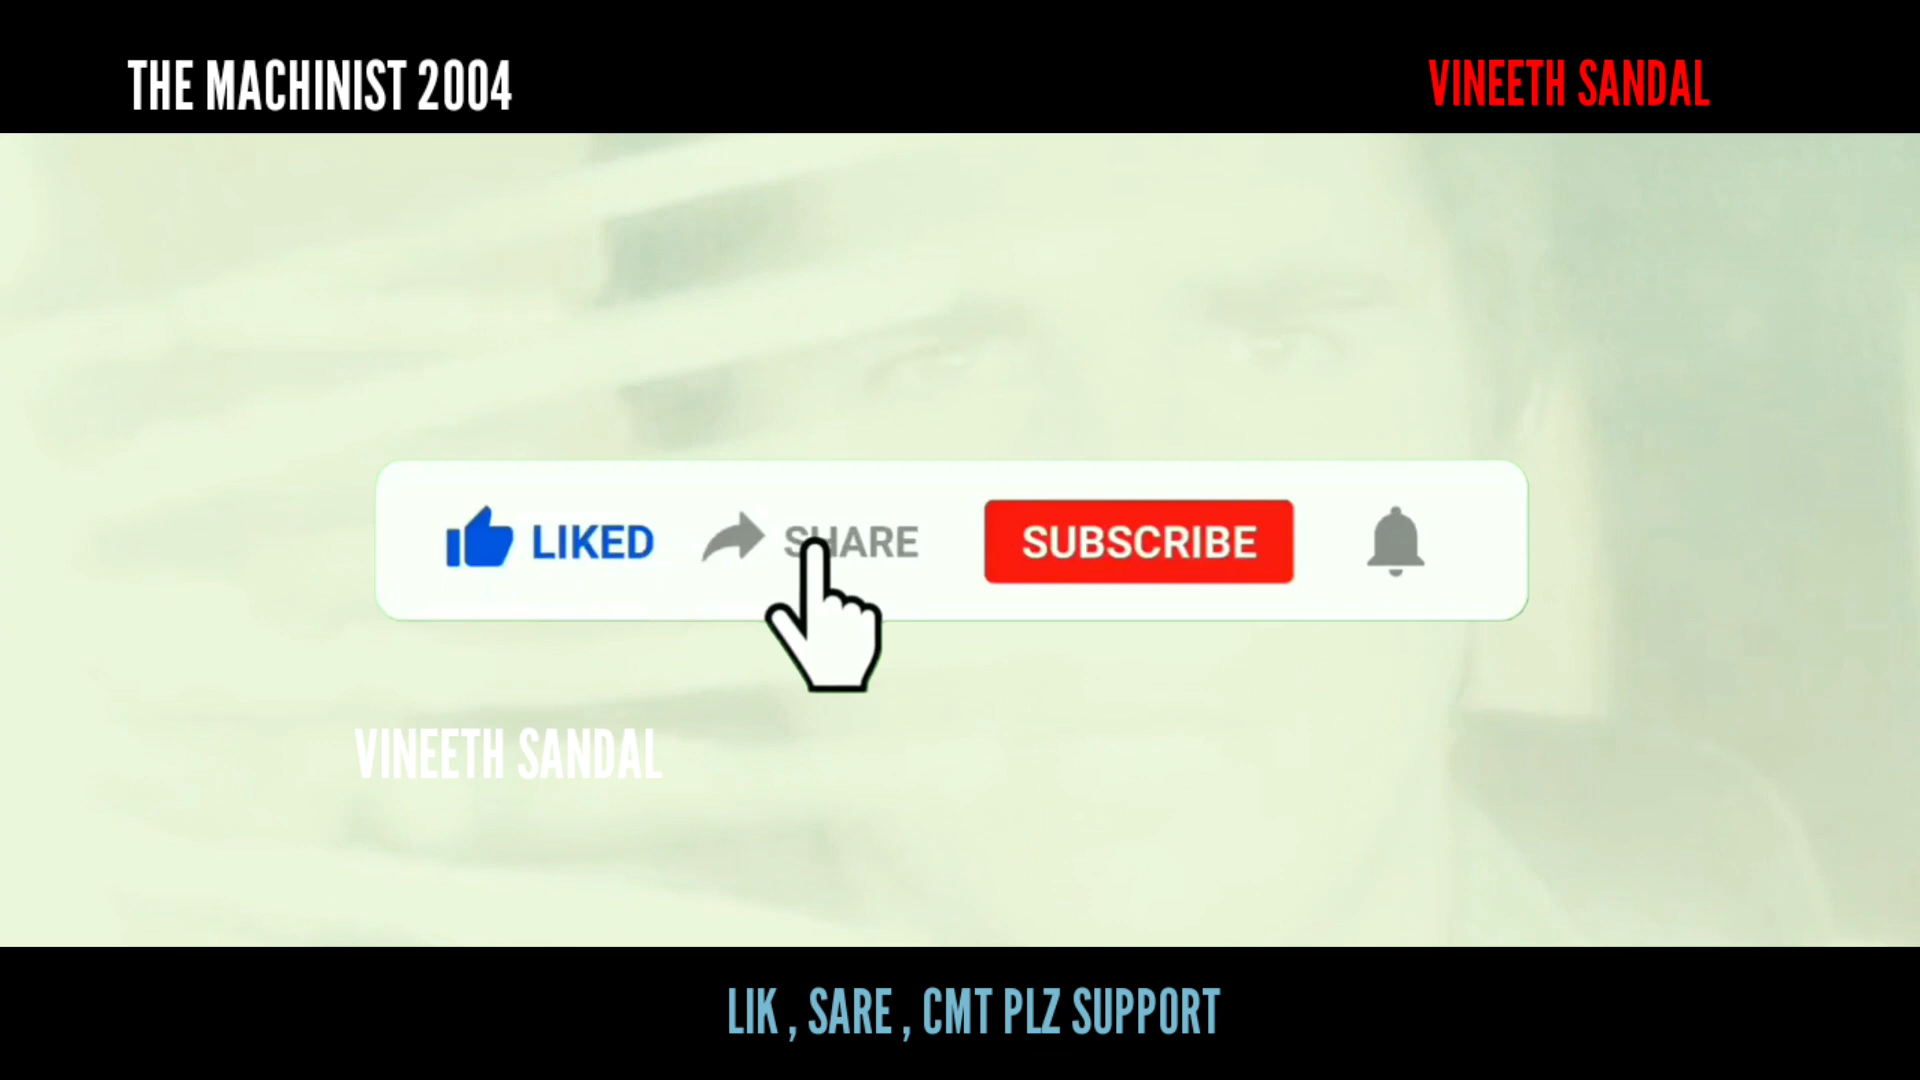 THE MACHINIST 2004
VINEETH SANDAL
LIKED SHARE SUBSCRIBE
VINEETH SANDAL
LIK , SARE , CMT PLZ SUPPORT